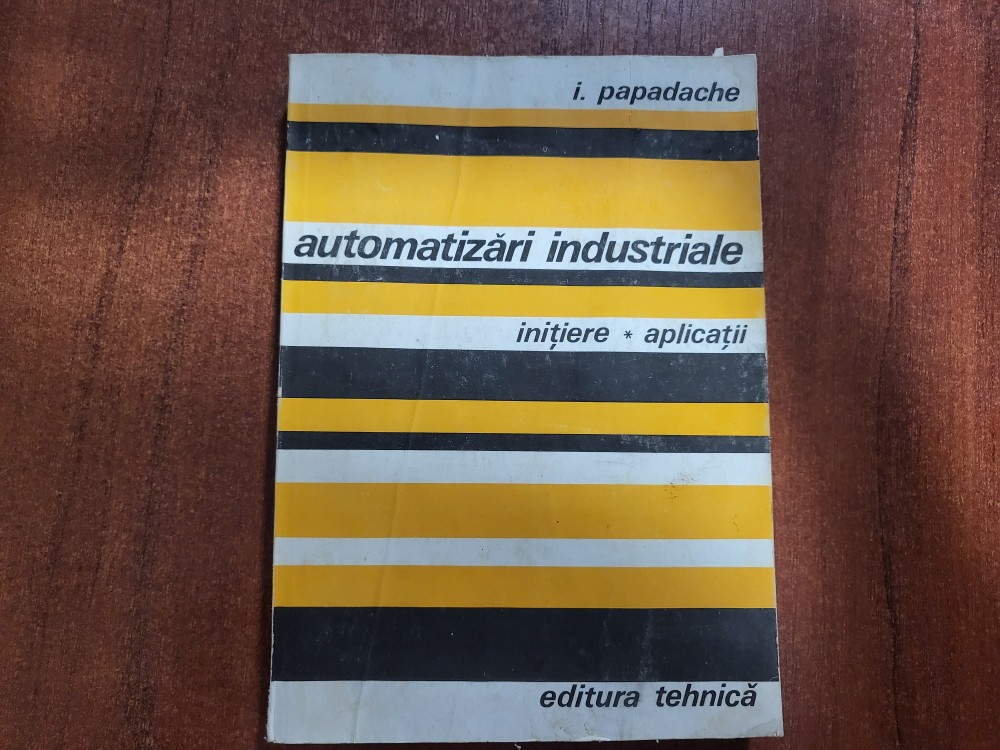 i. papadache
automatizări industriale
inițiere * aplicații
editura tehnică